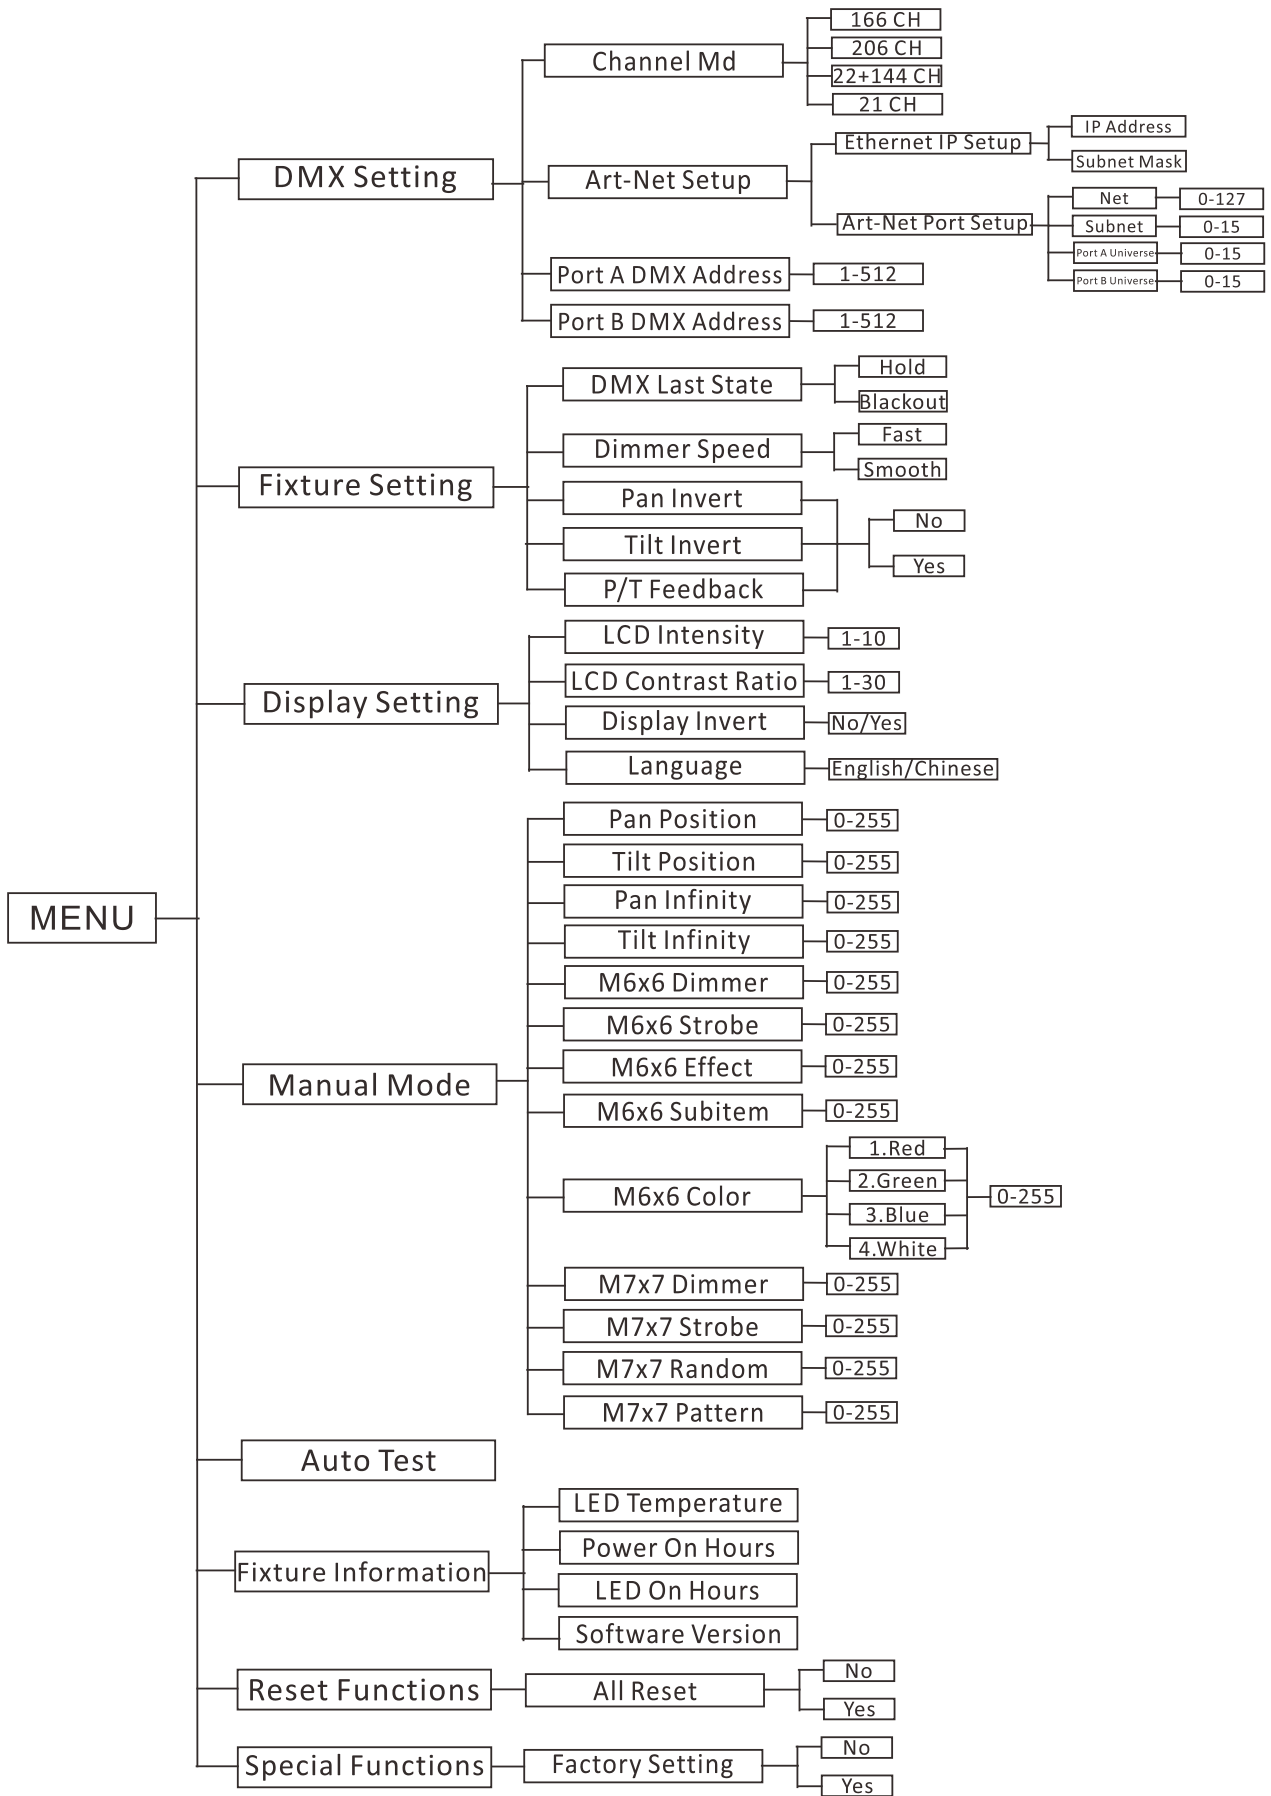 MENU
DMX Setting
Channel Md
166 CH
206 CH
22+144 CH
21 CH
Art-Net Setup
Ethernet IP Setup
IP Address
Subnet Mask
Art-Net Port Setup
Net
0-127
Subnet
0-15
Port A Universe
0-15
Port B Universe
0-15
Port A DMX Address
1-512
Port B DMX Address
1-512
Fixture Setting
DMX Last State
Hold
Blackout
Dimmer Speed
Fast
Smooth
Pan Invert
Tilt Invert
P/T Feedback
No
Yes
Display Setting
LCD Intensity
1-10
LCD Contrast Ratio
1-30
Display Invert
No/Yes
Language
English/Chinese
Manual Mode
Pan Position
0-255
Tilt Position
0-255
Pan Infinity
0-255
Tilt Infinity
0-255
M6x6 Dimmer
0-255
M6x6 Strobe
0-255
M6x6 Effect
0-255
M6x6 Subitem
0-255
M6x6 Color
1.Red
2.Green
3.Blue
4.White
0-255
M7x7 Dimmer
0-255
M7x7 Strobe
0-255
M7x7 Random
0-255
M7x7 Pattern
0-255
Auto Test
Fixture Information
LED Temperature
Power On Hours
LED On Hours
Software Version
Reset Functions
All Reset
No
Yes
Special Functions
Factory Setting
No
Yes